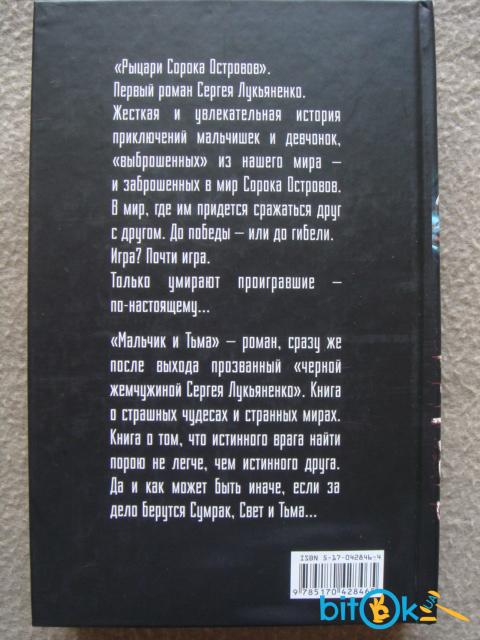 «Рыцари Сорока Островов».
Первый роман Сергея Лукьяненко.
Жесткая и увлекательная история
приключений мальчишек и девчонок,
«выброшенных» из нашего мира –
и заброшенных в мир Сорока Островов.
В мир, где им придется сражаться друг
с другом. До победы – или до гибели.
Игра? Почти игра.
Только умирают проигравшие –
по-настоящему...
«Мальчик и Тьма» – роман, сразу же
после выхода прозванный «черной
жемчужиной Сергея Лукьяненко». Книга
о страшных чудесах и странных мирах.
Книга о том, что истинного врага найти
порою не легче, чем истинного друга.
Да и как может быть иначе, если за
дело берутся Сумрак, Свет и Тьма...
ISBN 5-17-042846-4
9 785170 42846
bitok
UA